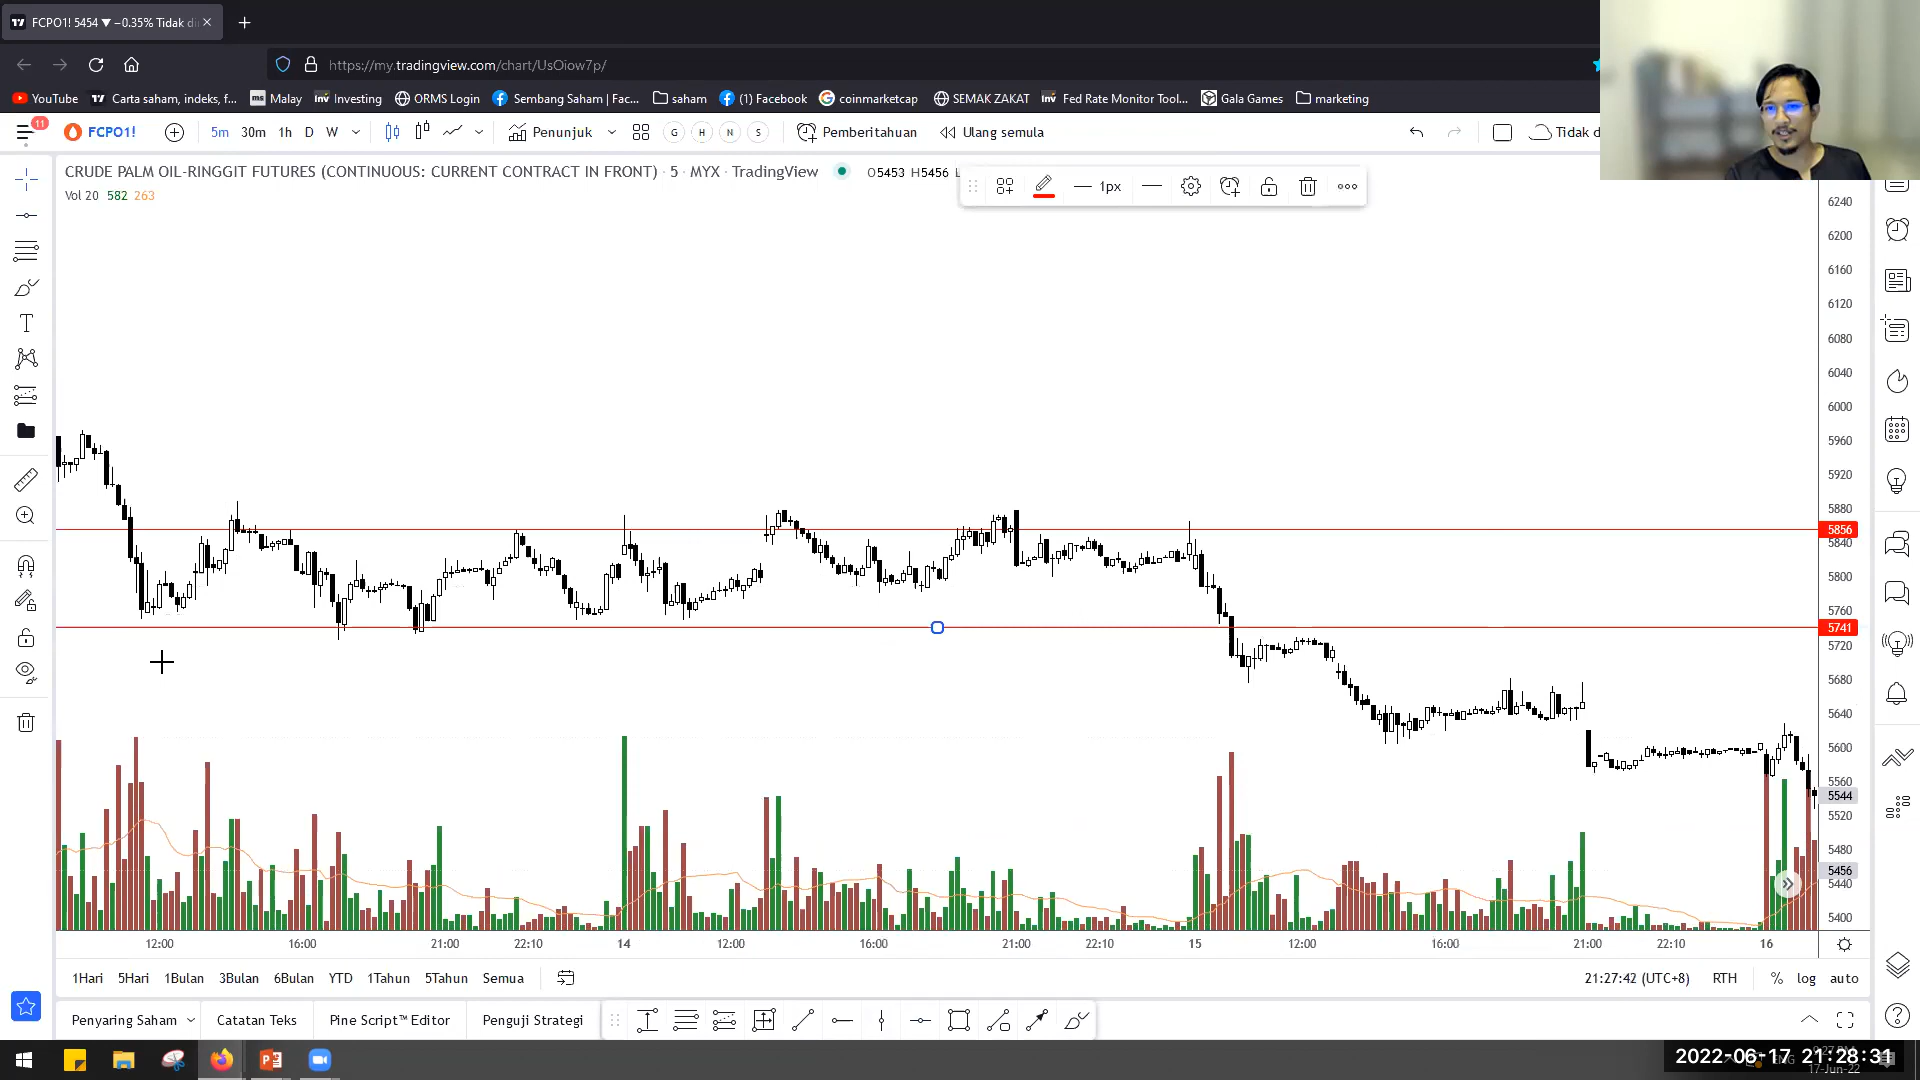 FCPO1! 5454 ▼ −0.35% Tidak di
https://my.tradingview.com/chart/UsOiow7p/
YouTube Carta saham, indeks, f... Malay Investing ORMS Login Sembang Saham | Fac... saham (1) Facebook coinmarketcap SEMAK ZAKAT Fed Rate Monitor Tool... Gala Games marketing
11 FCPO1! 5m 30m 1h D W Penunjuk G H N S Pemberitahuan Ulang semula Tidak d
CRUDE PALM OIL-RINGGIT FUTURES (CONTINUOUS: CURRENT CONTRACT IN FRONT) · 5 · MYX · TradingView O5453 H5456 L
1px
Vol 20 582 263
6240
6200
6160
6120
6080
6040
6000
5960
5920
5880
5856
5840
5800
5760
5741
5720
5680
5640
5600
5560
5544
5520
5480
5456
5440
5400
12:00 16:00 21:00 22:10 14 12:00 16:00 21:00 22:10 15 12:00 16:00 21:00 22:10 16
1Hari 5Hari 1Bulan 3Bulan 6Bulan YTD 1Tahun 5Tahun Semua 21:27:42 (UTC+8) RTH % log auto
Penyaring Saham Catatan Teks Pine Script™ Editor Penguji Strategi
2022-06-17 21:28:31
17-Jun-22